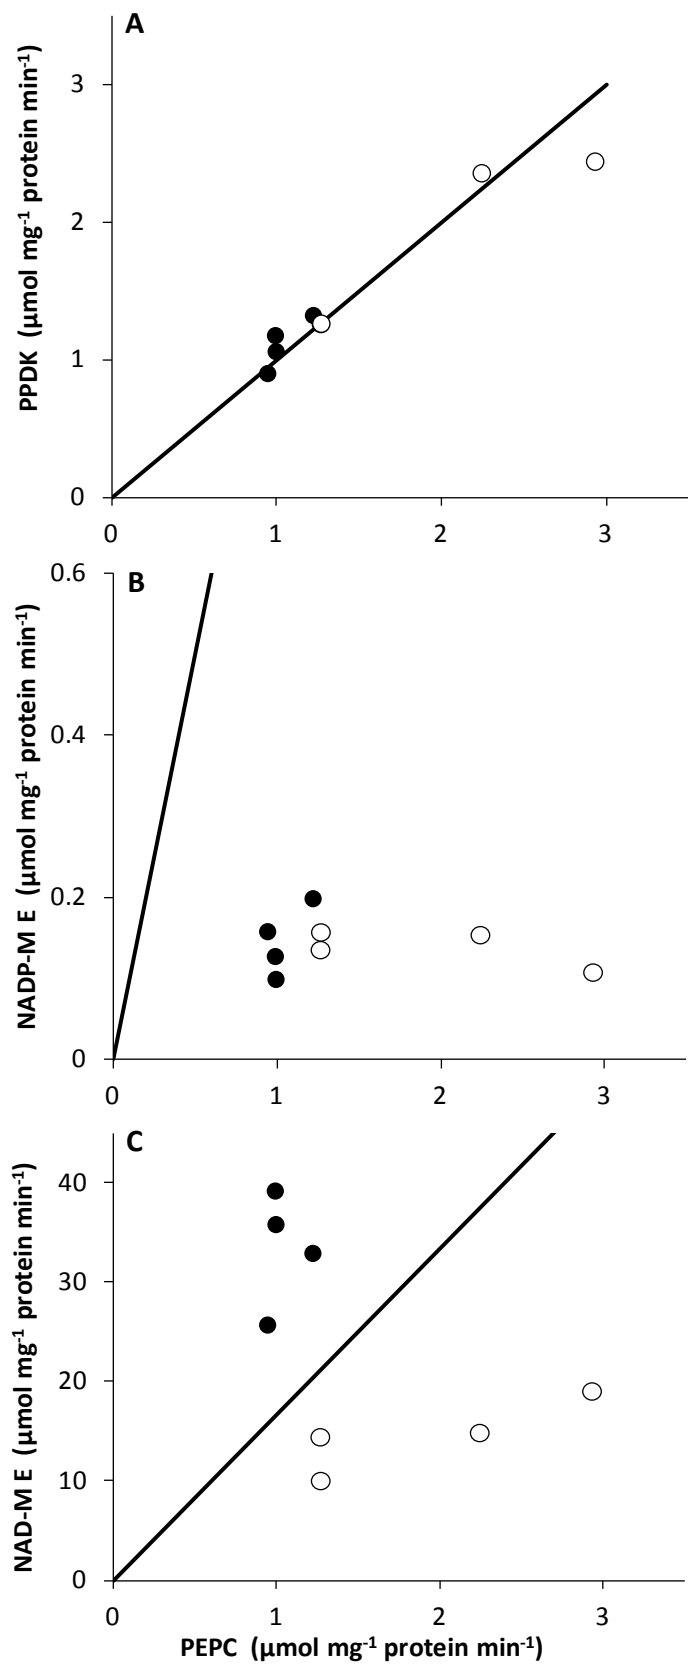 A
PPDK (µmol mg⁻¹ protein min⁻¹)
3
2
1
0
0 1 2 3
B
NADP-M E (µmol mg⁻¹ protein min⁻¹)
0.6
0.4
0.2
0
0 1 2 3
C
NAD-M E (µmol mg⁻¹ protein min⁻¹)
40
30
20
10
0
0 1 2 3
PEPC (µmol mg⁻¹ protein min⁻¹)